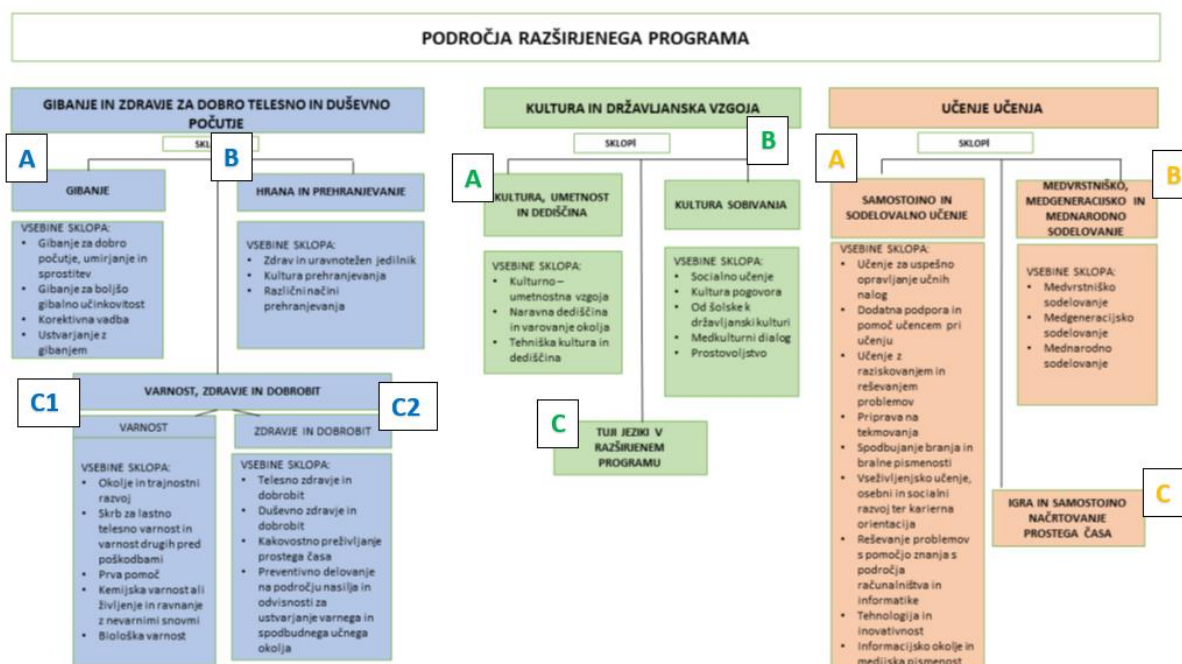 PODROČJA RAZŠIRJENEGA PROGRAMA
GIBANJE IN ZDRAVJE ZA DOBRO TELESNO IN DUŠEVNO
POČUTJE
A
B
GIBANJE
HRANA IN PREHRANJEVANJE
VSEBINE SKLOPA:
• Gibanje za dobro
počutje, umirjanje in
sprostitev
• Gibanje za boljšo
gibalno učinkovitost
• Korektivna vadba
• Ustvarjanje z
gibanjem
VSEBINE SKLOPA:
• Zdrav in uravnotežen jedilnik
• Kultura prehranjevanja
• Različni načini
prehranjevanja
C1
VARNOST, ZDRAVJE IN DOBROBIT
C2
VARNOST
ZDRAVJE IN DOBROBIT
VSEBINE SKLOPA:
• Okolje in trajnostni
razvoj
• Skrb za lastno
telesno varnost in
varnost drugih pred
poškodbami
• Prva pomoč
• Kemijska varnost ali
življenje in ravnanje
z nevarnimi snovmi
• Biološka varnost
VSEBINE SKLOPA:
• Telesno zdravje in
dobrobit
• Duševno zdravje in
dobrobit
• Kakovostno preživljanje
prostega časa
• Preventivno delovanje
na področju nasilja in
odvisnosti za
ustvarjanje varnega in
spodbudnega učnega
okolja
KULTURA IN DRŽAVLJANSKA VZGOJA
SKLOPI
A
B
KULTURA, UMETNOST
IN DEDIŠČINA
KULTURA SOBIVANJA
VSEBINE SKLOPA:
• Kulturno –
umetnostna vzgoja
• Naravna dediščina
in varovanje okolja
• Tehniška kultura in
dediščina
VSEBINE SKLOPA:
• Socialno učenje
• Kultura pogovora
• Od šolske k
državljanski kulturi
• Medkulturni dialog
• Prostovoljstvo
C
TUJI JEZIKI V
RAZŠIRJENEM
PROGRAMU
UČENJE UČENJA
SKLOPI
A
B
SAMOSTOJNO IN
SODELOVALNO UČENJE
MEDVRSTNIŠKO,
MEDGENERACIJSKO IN
MEDNARODNO
SODELOVANJE
VSEBINE SKLOPA:
• Učenje za uspešno
opravljanje učnih
nalog
• Dodatna podpora in
pomoč učencem pri
učenju
• Učenje z
raziskovanjem in
reševanjem
problemov
• Priprava na
tekmovanja
• Spodbujanje branja in
bralne pismenosti
• Vseživljenjsko učenje,
osebni in socialni
razvoj ter karierna
orientacija
• Reševanje problemov
s pomočjo znanja s
področja
računalništva in
informatike
• Tehnologija in
inovativnost
• Informacijsko okolje in
medijska pismenost
VSEBINE SKLOPA:
• Medvrstniško
sodelovanje
• Medgeneracijsko
sodelovanje
• Mednarodno
sodelovanje
C
IGRA IN SAMOSTOJNO
NAČRTOVANJE
PROSTEGA ČASA